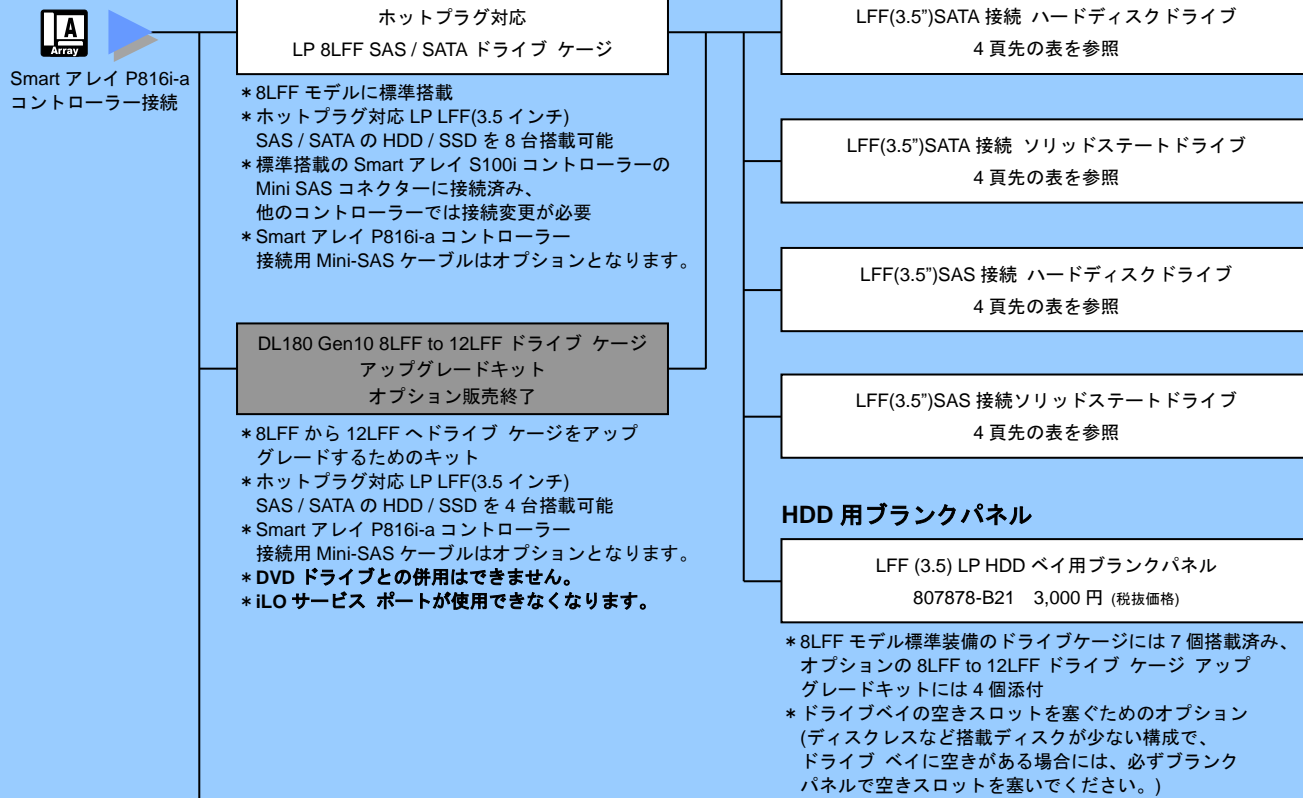 A
Array
Smart アレイ P816i-a
コントローラー接続
ホットプラグ対応
LP 8LFF SAS / SATA ドライブ ケージ
＊8LFF モデルに標準搭載
＊ホットプラグ対応 LP LFF(3.5 インチ)
SAS / SATA の HDD / SSD を 8 台搭載可能
＊標準搭載の Smart アレイ S100i コントローラーの
Mini SAS コネクターに接続済み、
他のコントローラーでは接続変更が必要
＊Smart アレイ P816i-a コントローラー
接続用 Mini-SAS ケーブルはオプションとなります。
DL180 Gen10 8LFF to 12LFF ドライブ ケージ
アップグレードキット
オプション販売終了
＊8LFF から 12LFF へドライブ ケージをアップ
グレードするためのキット
＊ホットプラグ対応 LP LFF(3.5 インチ)
SAS / SATA の HDD / SSD を 4 台搭載可能
＊Smart アレイ P816i-a コントローラー
接続用 Mini-SAS ケーブルはオプションとなります。
＊DVD ドライブとの併用はできません。
＊iLO サービス ポートが使用できなくなります。
LFF(3.5”)SATA 接続 ハードディスクドライブ
4 頁先の表を参照
LFF(3.5”)SATA 接続 ソリッドステートドライブ
4 頁先の表を参照
LFF(3.5”)SAS 接続 ハードディスクドライブ
4 頁先の表を参照
LFF(3.5”)SAS 接続ソリッドステートドライブ
4 頁先の表を参照
HDD 用ブランクパネル
LFF (3.5) LP HDD ベイ用ブランクパネル
807878-B21 3,000 円 (税抜価格)
＊8LFF モデル標準装備のドライブケージには 7 個搭載済み、
オプションの 8LFF to 12LFF ドライブ ケージ アップ
グレードキットには 4 個添付
＊ドライブベイの空きスロットを塞ぐためのオプション
(ディスクレスなど搭載ディスクが少ない構成で、
ドライブ ベイに空きがある場合には、必ずブランク
パネルで空きスロットを塞いでください。)